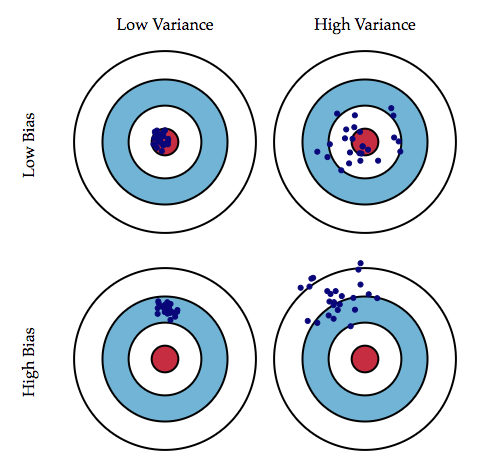 Low Variance
High Variance
Low Bias
High Bias